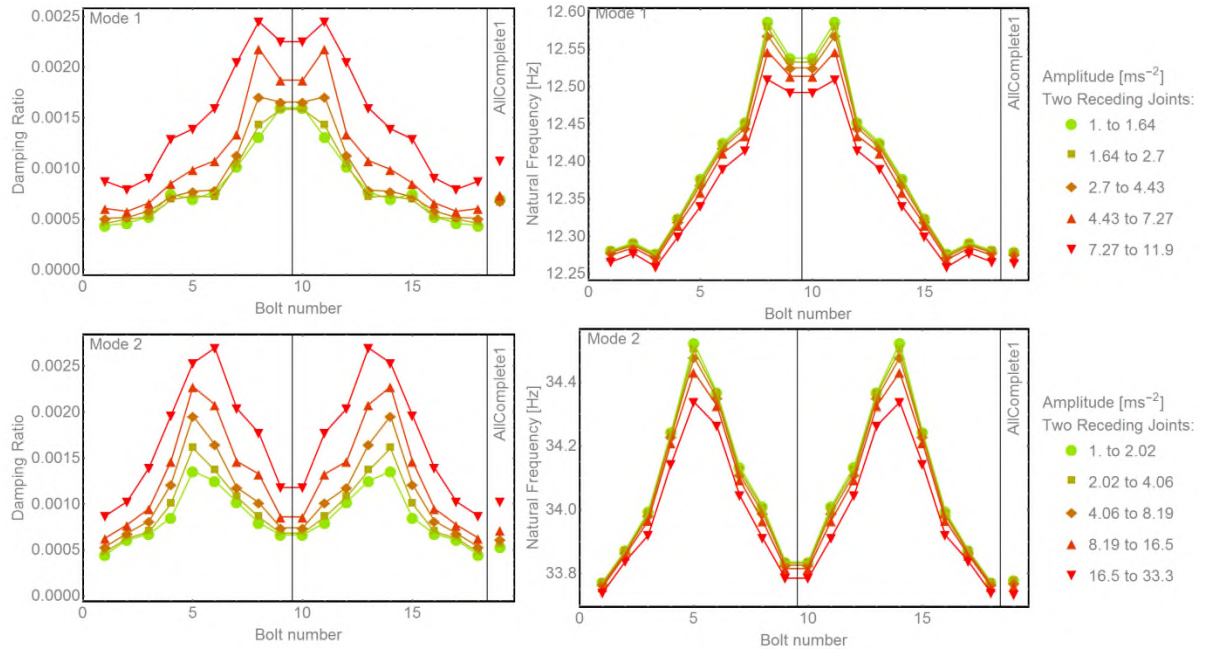 Mode 1
Damping Ratio
0.0025
0.0020
0.0015
0.0010
0.0005
0.0000
0
5
10
15
Bolt number
AllComplete1
Mode 1
Natural Frequency [Hz]
12.60
12.55
12.50
12.45
12.40
12.35
12.30
12.25
0
5
10
15
Bolt number
AllComplete1
Amplitude [ms⁻²]
Two Receding Joints:
1. to 1.64
1.64 to 2.7
2.7 to 4.43
4.43 to 7.27
7.27 to 11.9
Mode 2
Damping Ratio
0.0025
0.0020
0.0015
0.0010
0.0005
0.0000
0
5
10
15
Bolt number
AllComplete1
Mode 2
Natural Frequency [Hz]
34.4
34.2
34.0
33.8
0
5
10
15
Bolt number
AllComplete1
Amplitude [ms⁻²]
Two Receding Joints:
1. to 2.02
2.02 to 4.06
4.06 to 8.19
8.19 to 16.5
16.5 to 33.3